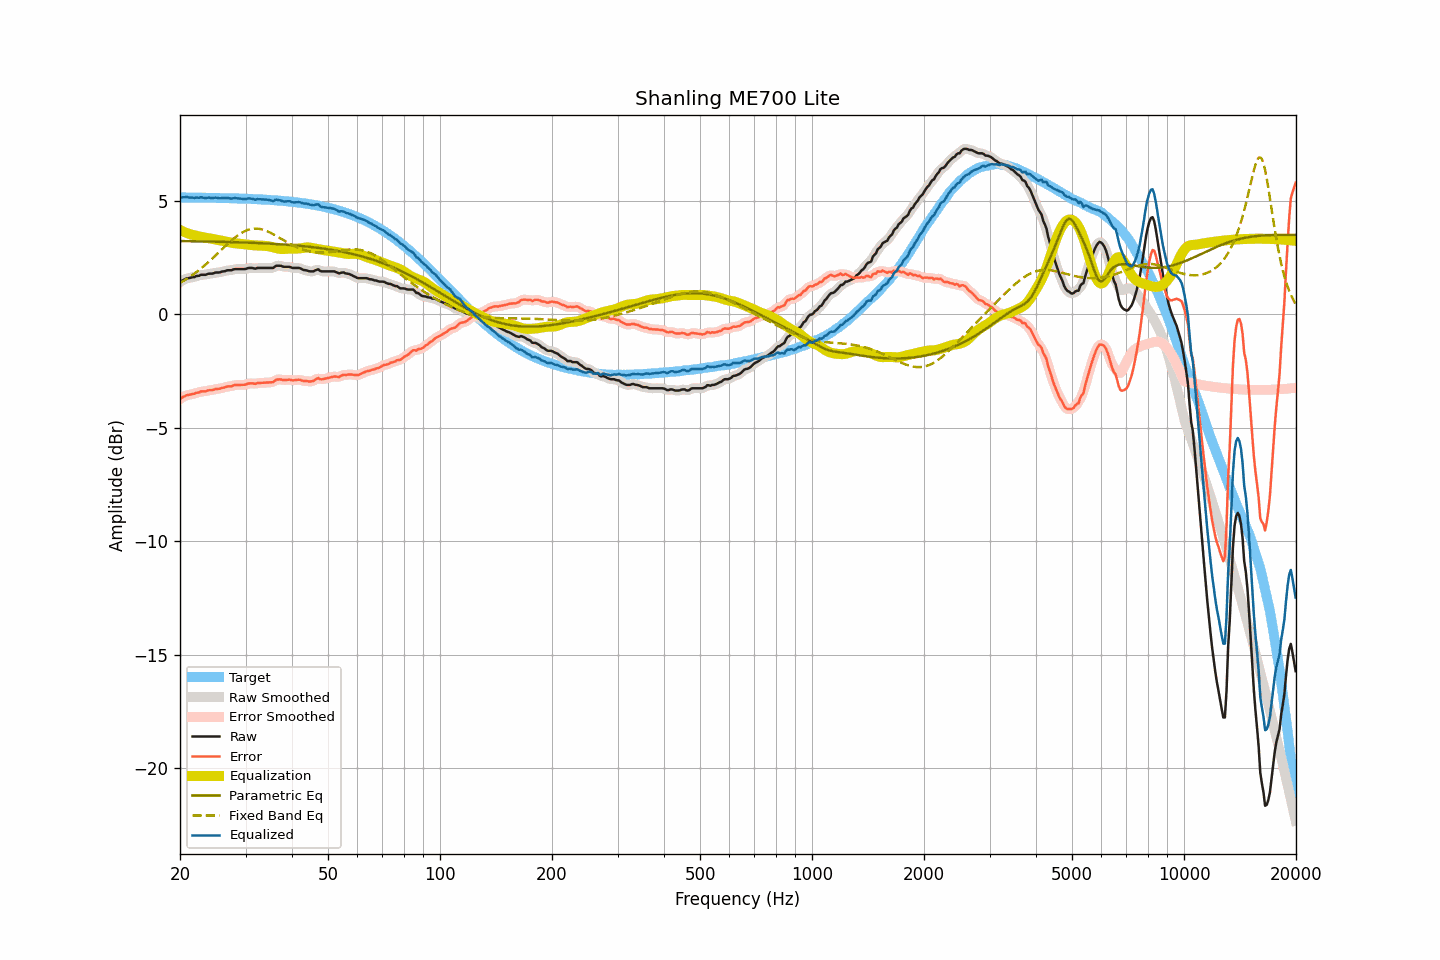 Shanling ME700 Lite
Amplitude (dBr)
5
0
−5
−10
−15
−20
Target
Raw Smoothed
Error Smoothed
Raw
Error
Equalization
Parametric Eq
Fixed Band Eq
Equalized
20 50 100 200 500 1000 2000 5000 10000 20000
Frequency (Hz)